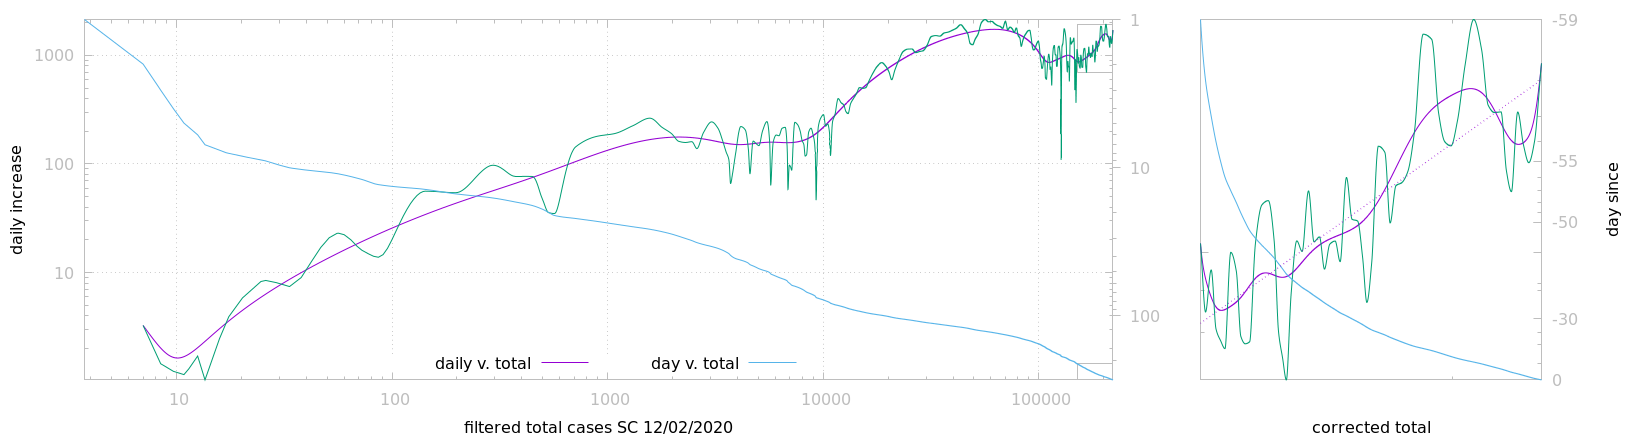 daily increase
1000
100
10
10
100
1000
10000
100000
1
10
100
daily v. total
day v. total
filtered total cases SC 12/02/2020
-59
-55
-50
-30
0
day since
corrected total